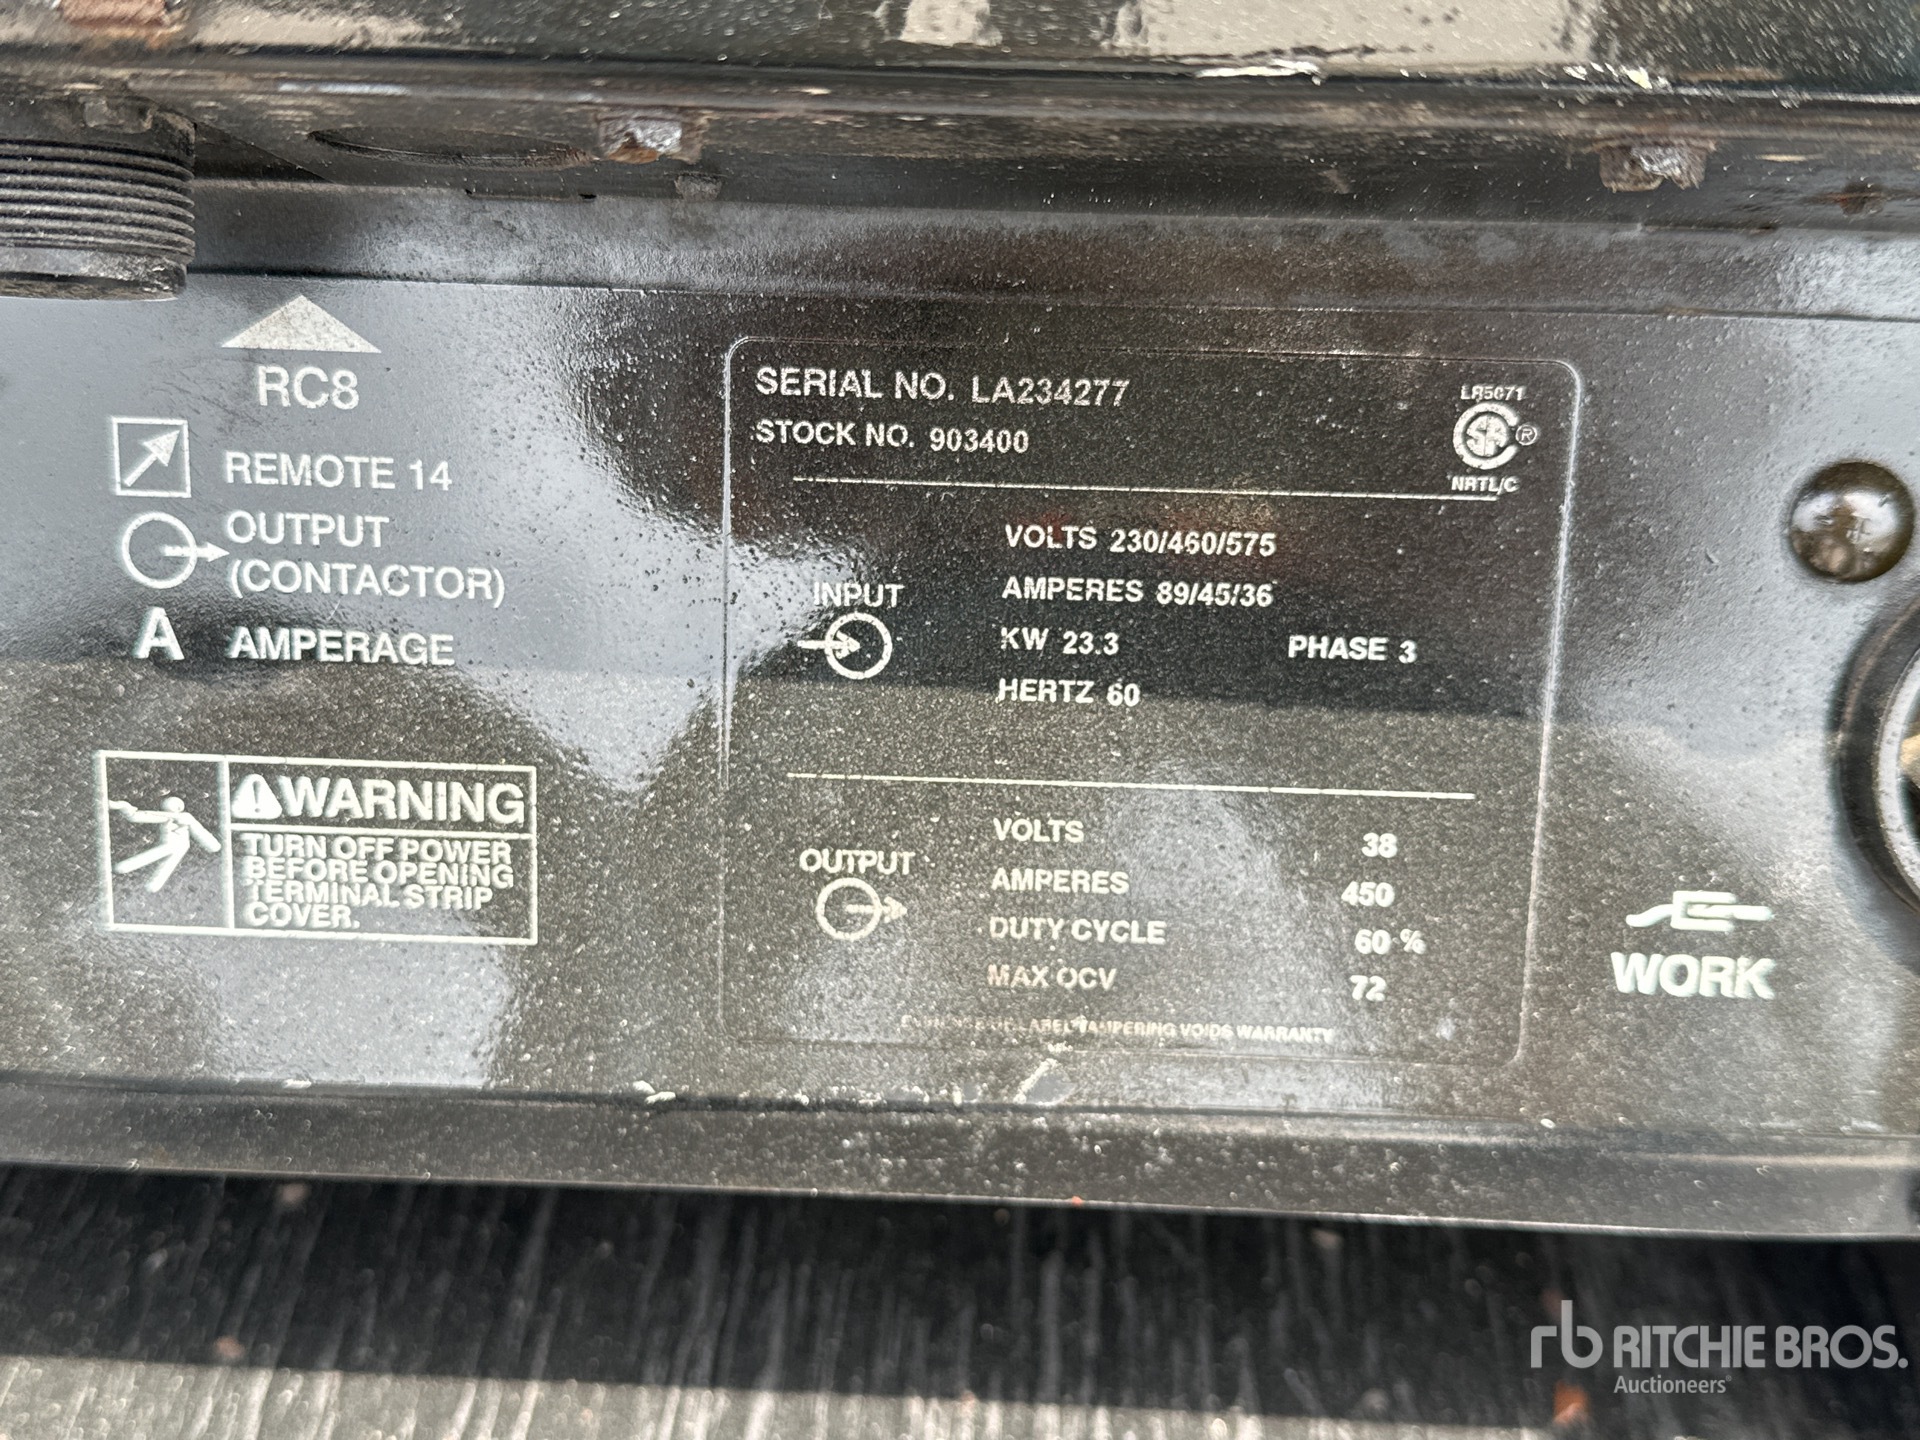 RC8
REMOTE 14
OUTPUT
(CONTACTOR)
A AMPERAGE
WARNING
TURN OFF POWER
BEFORE OPENING
TERMINAL STRIP
COVER.
SERIAL NO. LA234277
STOCK NO. 903400
LR5071
®
NRTL/C
INPUT
VOLTS 230/460/575
AMPERES 89/45/36
KW 23.3 PHASE 3
HERTZ 60
OUTPUT
VOLTS 38
AMPERES 450
DUTY CYCLE 60 %
MAX OCV 72
LABEL TAMPERING VOIDS WARRANTY
WORK
rb RITCHIE BROS.
Auctioneers